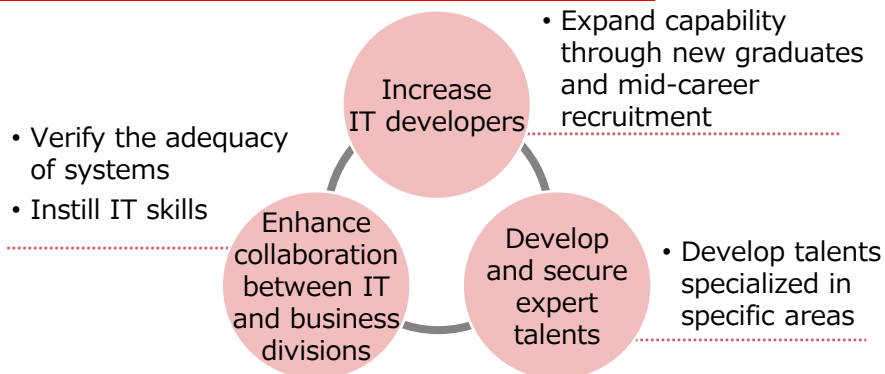 Increase
IT developers
• Expand capability
through new graduates
and mid-career
recruitment
• Verify the adequacy
of systems
• Instill IT skills
Enhance
collaboration
between IT
and business
divisions
Develop
and secure
expert
talents
• Develop talents
specialized in
specific areas